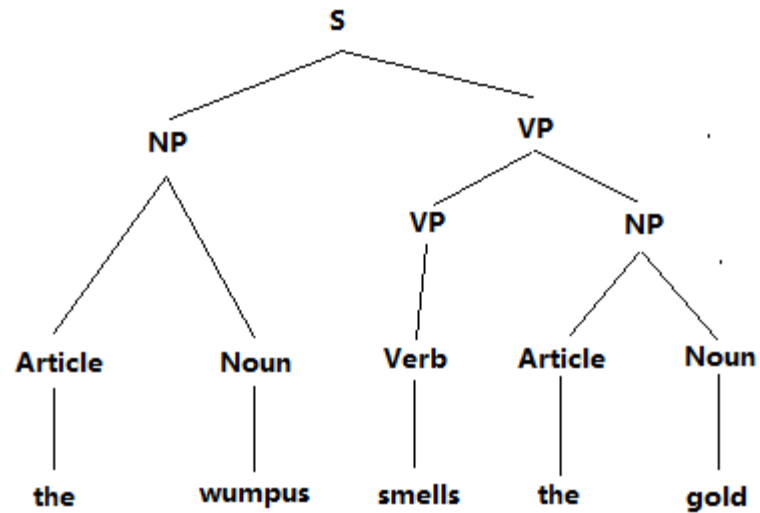 S
NP VP
VP NP
Article Noun Verb Article Noun
the wumpus smells the gold